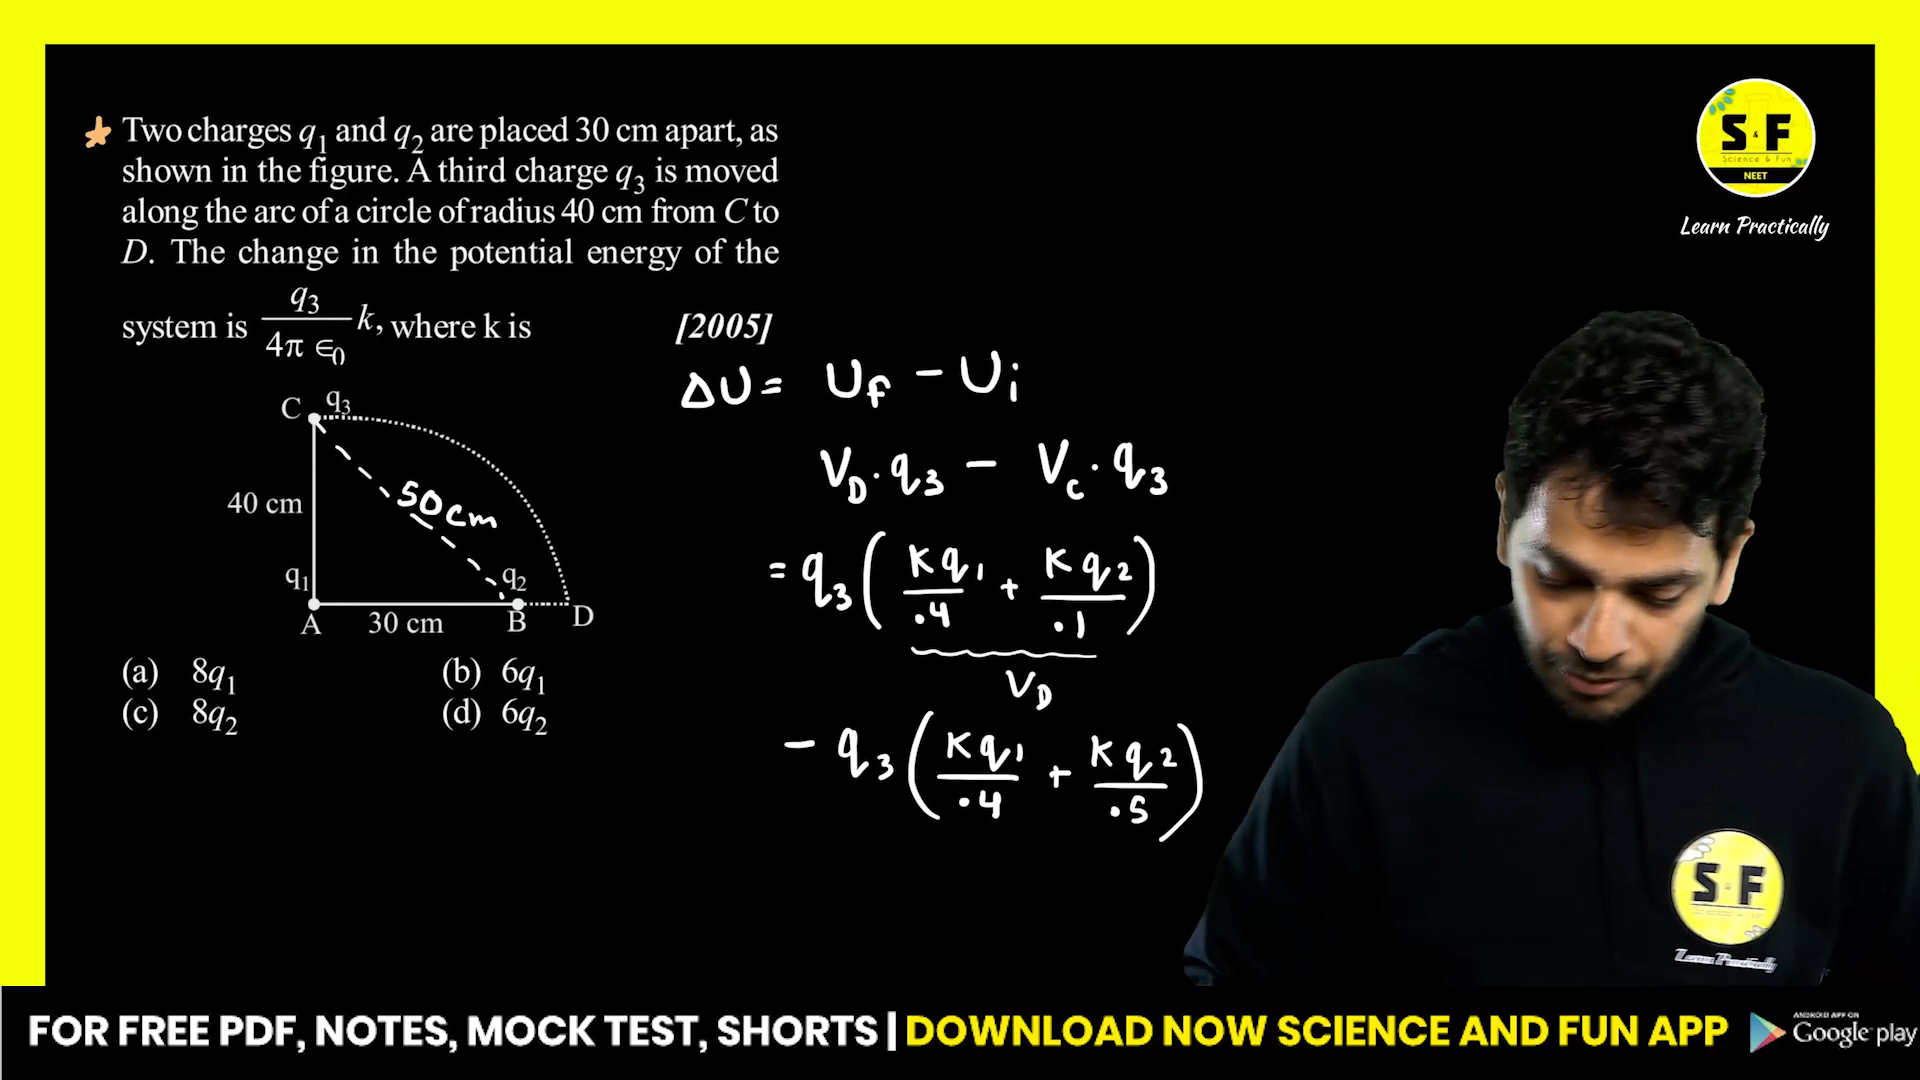 Two charges q1 and q2 are placed 30 cm apart, as
shown in the figure. A third charge q3 is moved
along the arc of a circle of radius 40 cm from C to
D. The change in the potential energy of the
system is q3/4π ∈0 k, where k is [2005]
C q3
40 cm
50cm
q1 q2
A 30 cm B D
(a) 8q1 (b) 6q1
(c) 8q2 (d) 6q2
ΔU = Uf - Ui
VD·q3 - Vc·q3
= q3(Kq1/.4 + Kq2/.1)
VD
- q3(Kq1/.4 + Kq2/.5)
S&F
Science & Fun
NEET
Learn Practically
S&F
Learn Practically
FOR FREE PDF, NOTES, MOCK TEST, SHORTS | DOWNLOAD NOW SCIENCE AND FUN APP
ANDROID APP ON
Google play